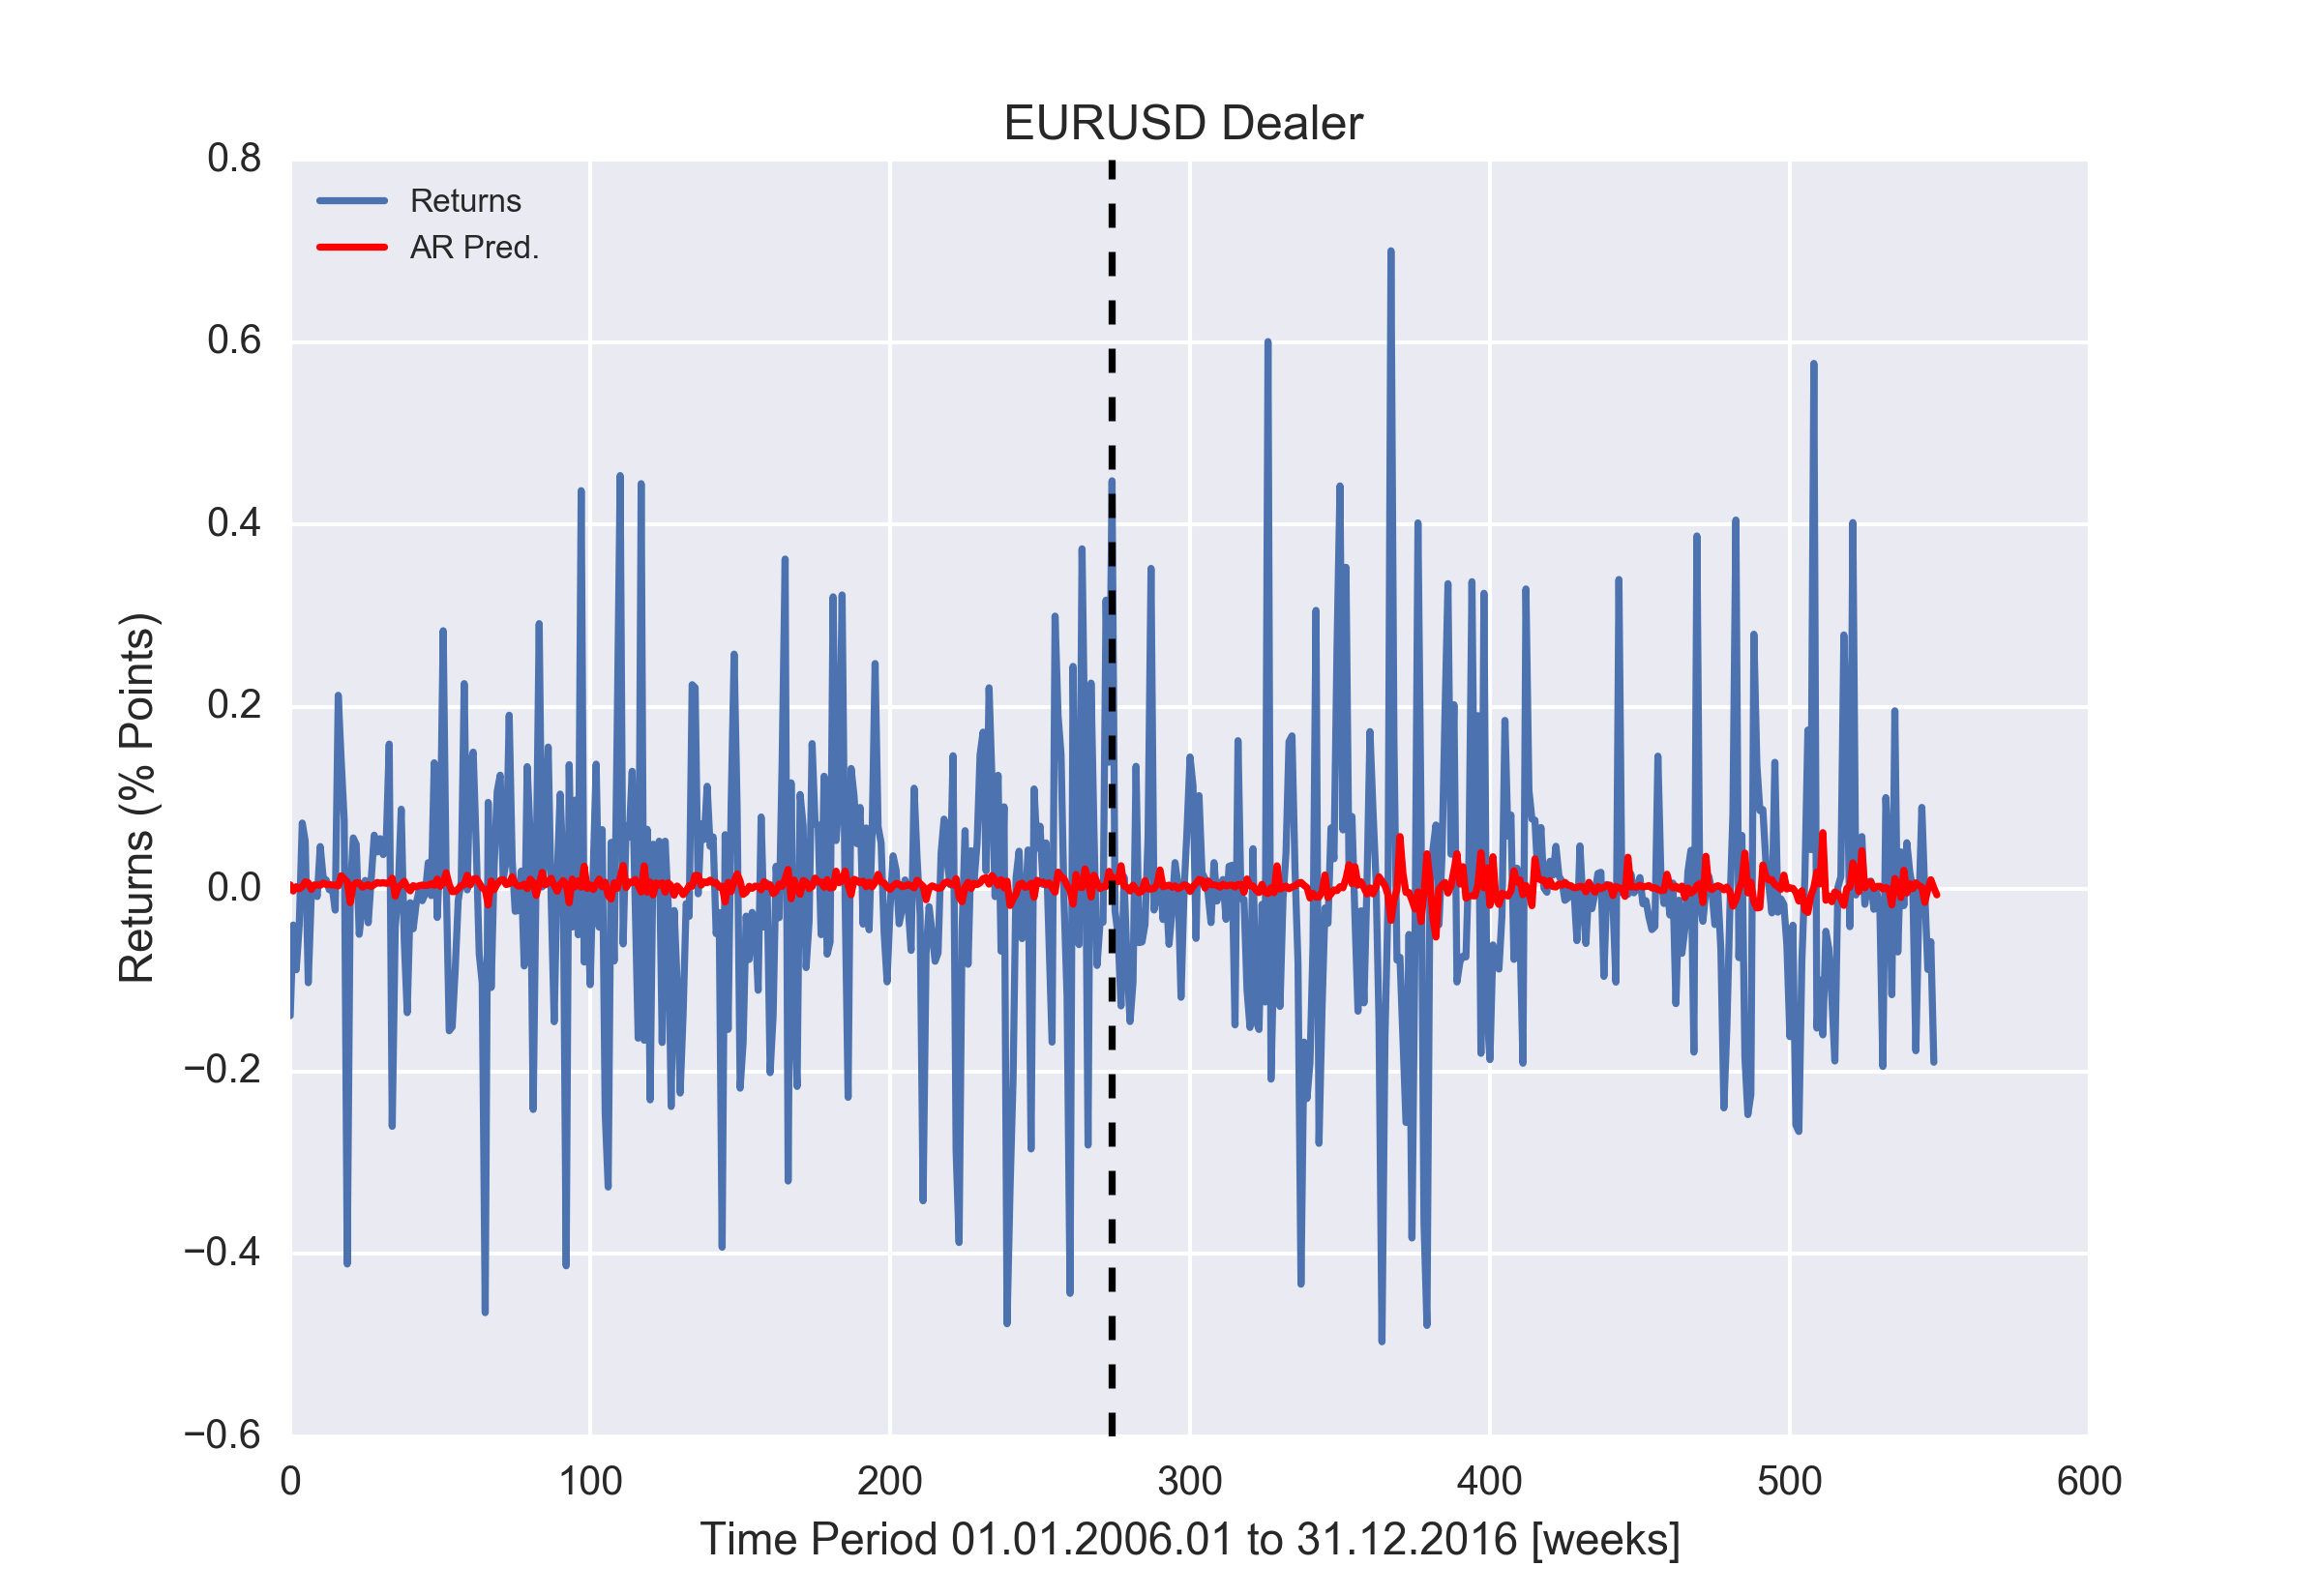 EURUSD Dealer
Returns
AR Pred.
0.8
0.6
0.4
0.2
0.0
−0.2
−0.4
−0.6
Returns (% Points)
0 100 200 300 400 500 600
Time Period 01.01.2006.01 to 31.12.2016 [weeks]